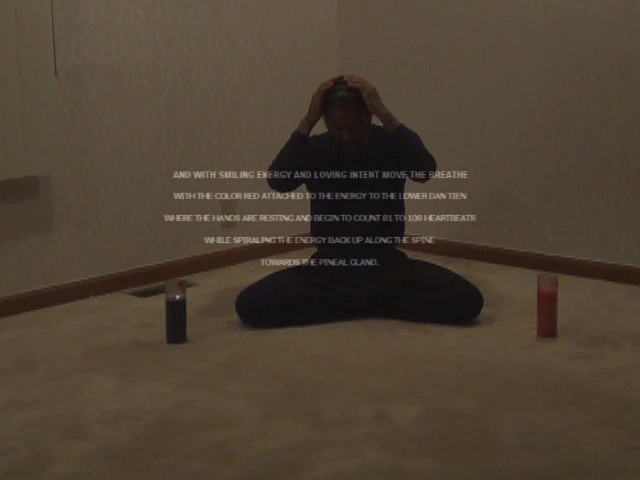 AND WITH SMILING ENERGY AND LOVING INTENT MOVE THE BREATHE
WITH THE COLOR RED ATTACHED TO THE ENERGY TO THE LOWER DAN TIEN
WHERE THE HANDS ARE RESTING AND BEGIN TO COUNT 81 TO 108 HEARTBEATS
WHILE SPIRALING THE ENERGY BACK UP ALONG THE SPINE
TOWARDS THE PINEAL GLAND.